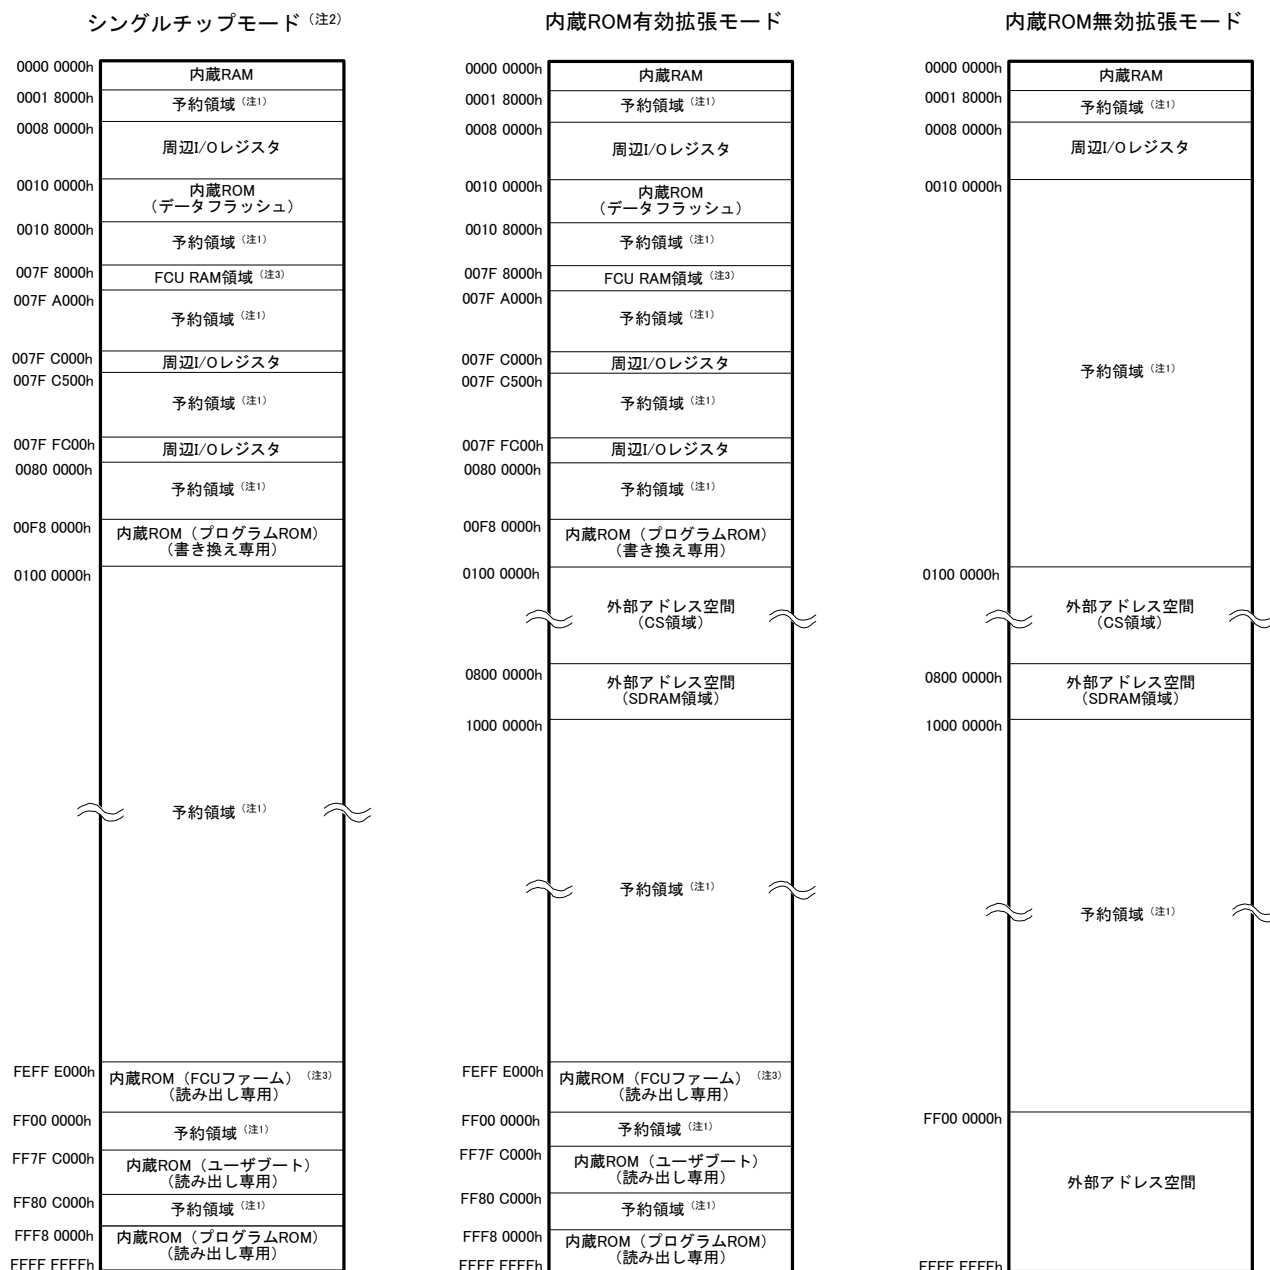 シングルチップモード（注2）
0000 0000h
内蔵RAM
0001 8000h
予約領域（注1）
0008 0000h
周辺I/Oレジスタ
0010 0000h
内蔵ROM
（データフラッシュ）
0010 8000h
予約領域（注1）
007F 8000h
FCU RAM領域（注3）
007F A000h
予約領域（注1）
007F C000h
周辺I/Oレジスタ
007F C500h
予約領域（注1）
007F FC00h
周辺I/Oレジスタ
0080 0000h
予約領域（注1）
00F8 0000h
内蔵ROM（プログラムROM）
（書き換え専用）
0100 0000h
予約領域（注1）
FEFF E000h
内蔵ROM（FCUファーム）（注3）
（読み出し専用）
FF00 0000h
予約領域（注1）
FF7F C000h
内蔵ROM（ユーザブート）
（読み出し専用）
FF80 C000h
予約領域（注1）
FFF8 0000h
内蔵ROM（プログラムROM）
（読み出し専用）
FFFF FFFFh
内蔵ROM有効拡張モード
0000 0000h
内蔵RAM
0001 8000h
予約領域（注1）
0008 0000h
周辺I/Oレジスタ
0010 0000h
内蔵ROM
（データフラッシュ）
0010 8000h
予約領域（注1）
007F 8000h
FCU RAM領域（注3）
007F A000h
予約領域（注1）
007F C000h
周辺I/Oレジスタ
007F C500h
予約領域（注1）
007F FC00h
周辺I/Oレジスタ
0080 0000h
予約領域（注1）
00F8 0000h
内蔵ROM（プログラムROM）
（書き換え専用）
0100 0000h
外部アドレス空間
（CS領域）
0800 0000h
外部アドレス空間
（SDRAM領域）
1000 0000h
予約領域（注1）
FEFF E000h
内蔵ROM（FCUファーム）（注3）
（読み出し専用）
FF00 0000h
予約領域（注1）
FF7F C000h
内蔵ROM（ユーザブート）
（読み出し専用）
FF80 C000h
予約領域（注1）
FFF8 0000h
内蔵ROM（プログラムROM）
（読み出し専用）
FFFF FFFFh
内蔵ROM無効拡張モード
0000 0000h
内蔵RAM
0001 8000h
予約領域（注1）
0008 0000h
周辺I/Oレジスタ
0010 0000h
予約領域（注1）
0100 0000h
外部アドレス空間
（CS領域）
0800 0000h
外部アドレス空間
（SDRAM領域）
1000 0000h
予約領域（注1）
FF00 0000h
外部アドレス空間
FFFF FFFFh